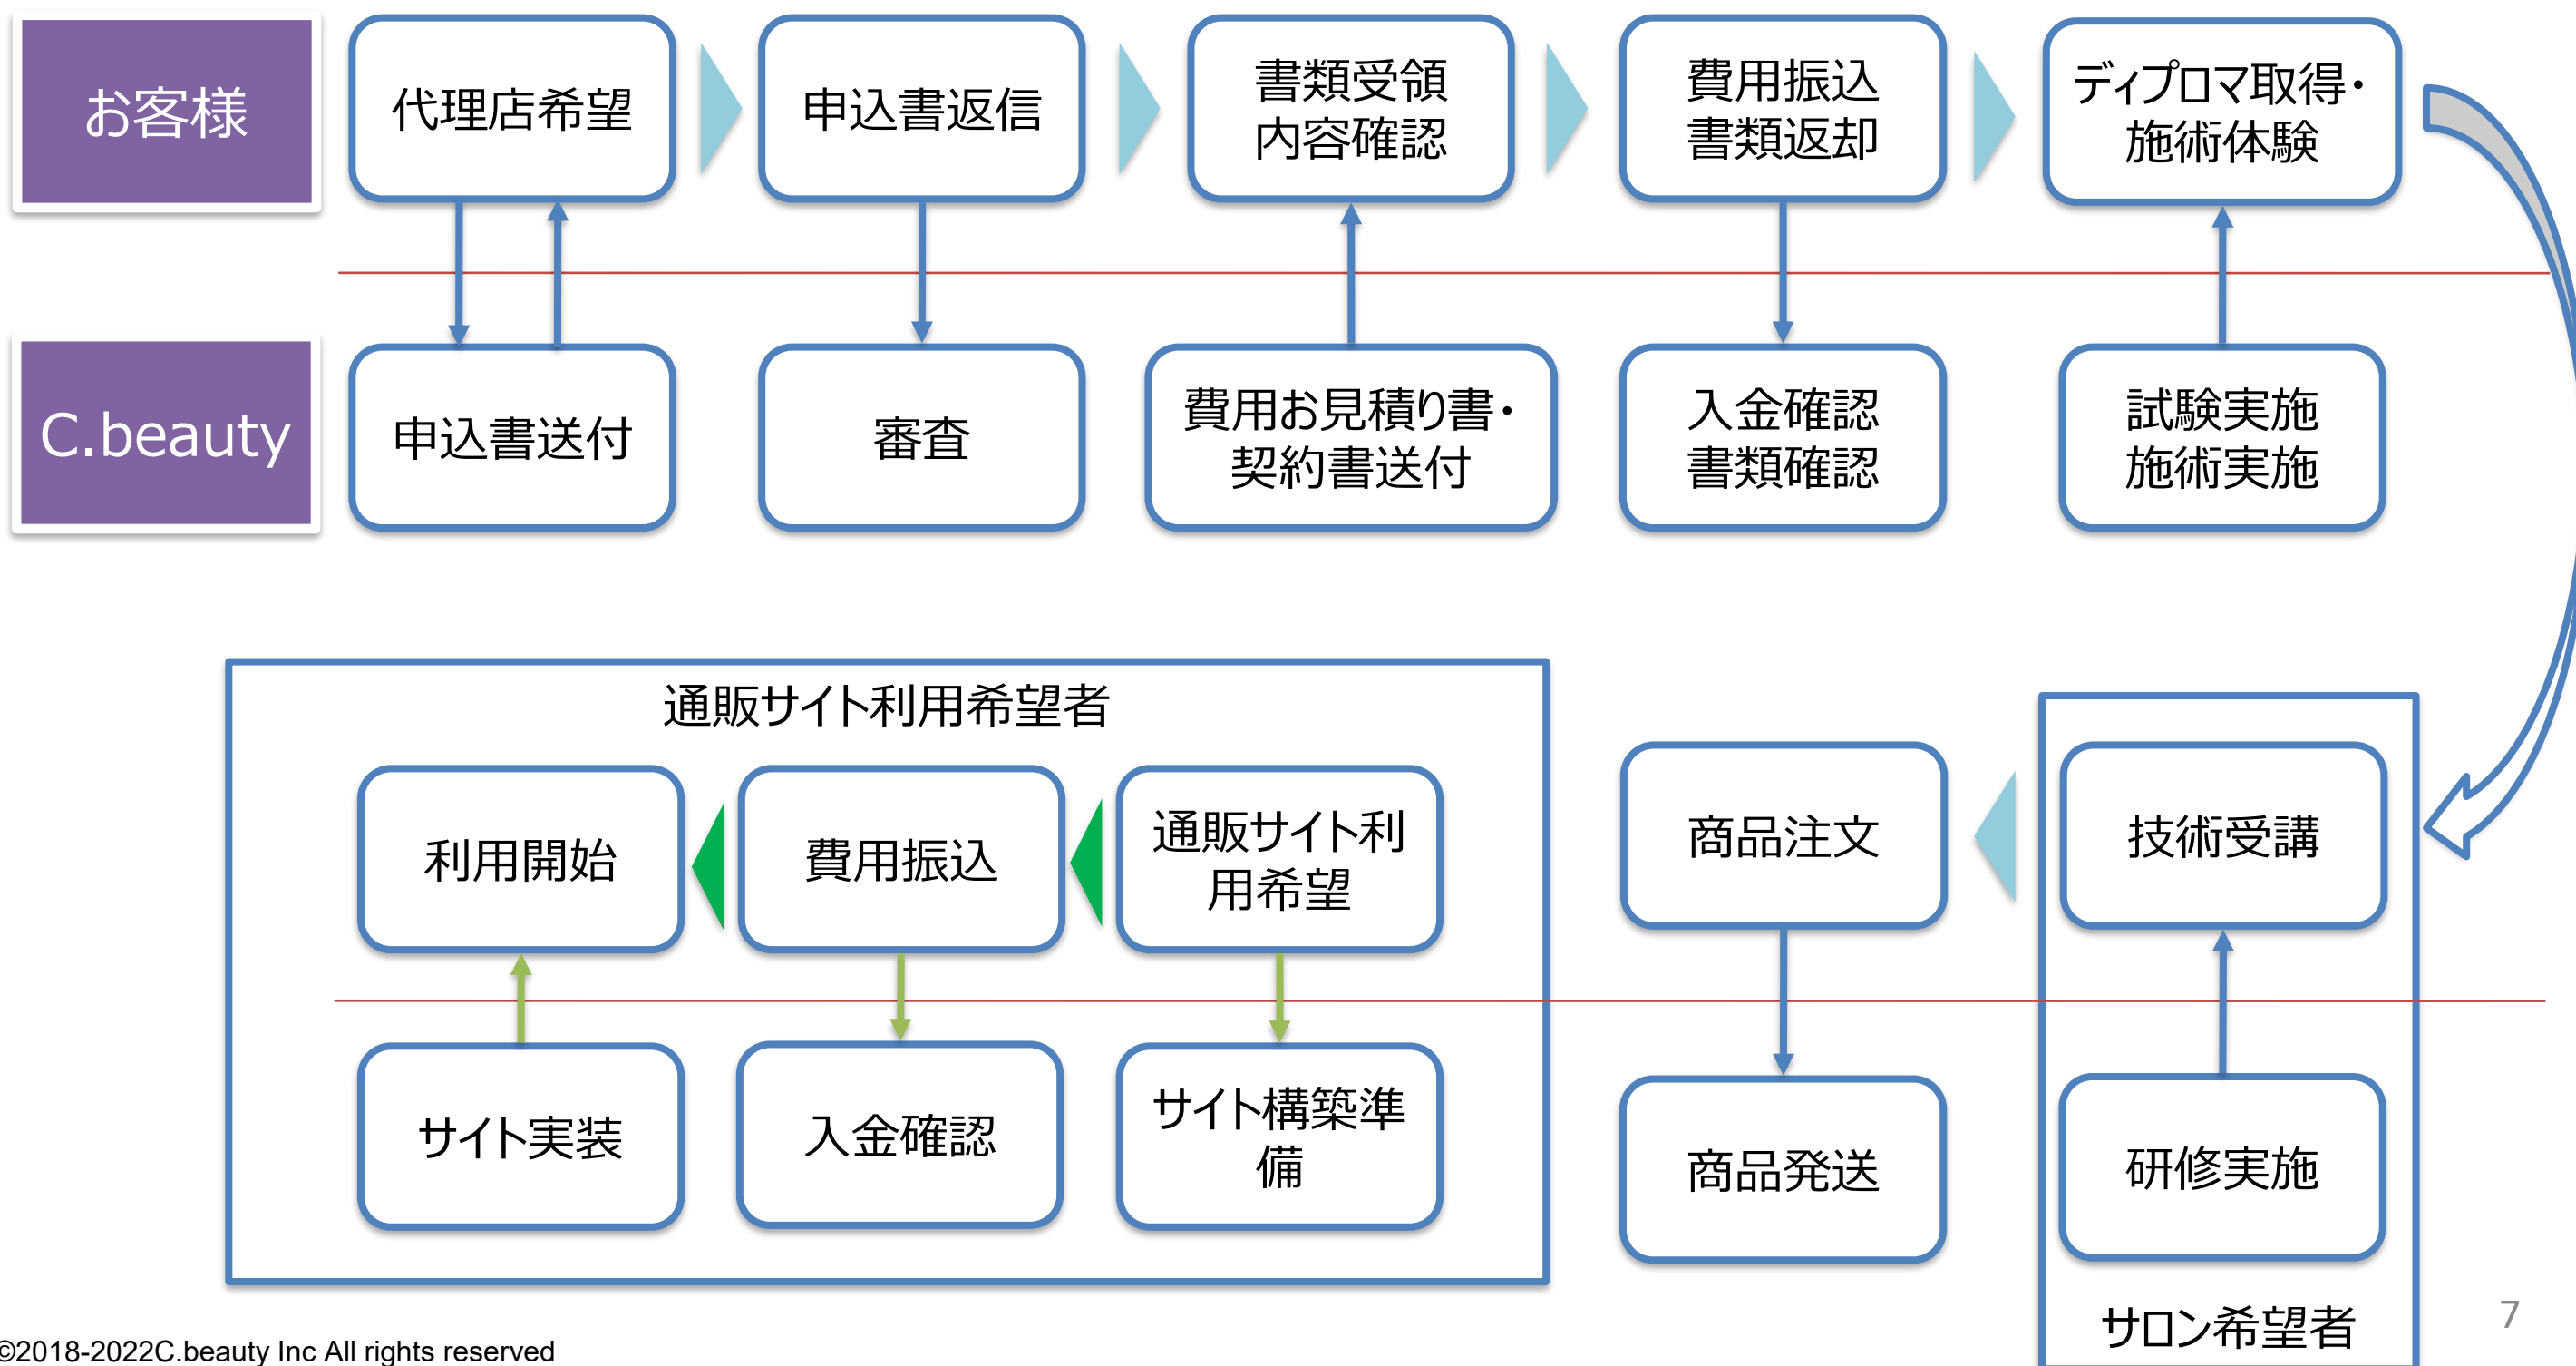 お客様
代理店希望
申込書返信
書類受領
内容確認
費用振込
書類返却
ディプロマ取得・
施術体験
C.beauty
申込書送付
審査
費用お見積り書・
契約書送付
入金確認
書類確認
試験実施
施術実施
通販サイト利用希望者
利用開始
費用振込
通販サイト利
用希望
商品注文
技術受講
サイト実装
入金確認
サイト構築準
備
商品発送
研修実施
サロン希望者
7
©2018-2022C.beauty Inc All rights reserved